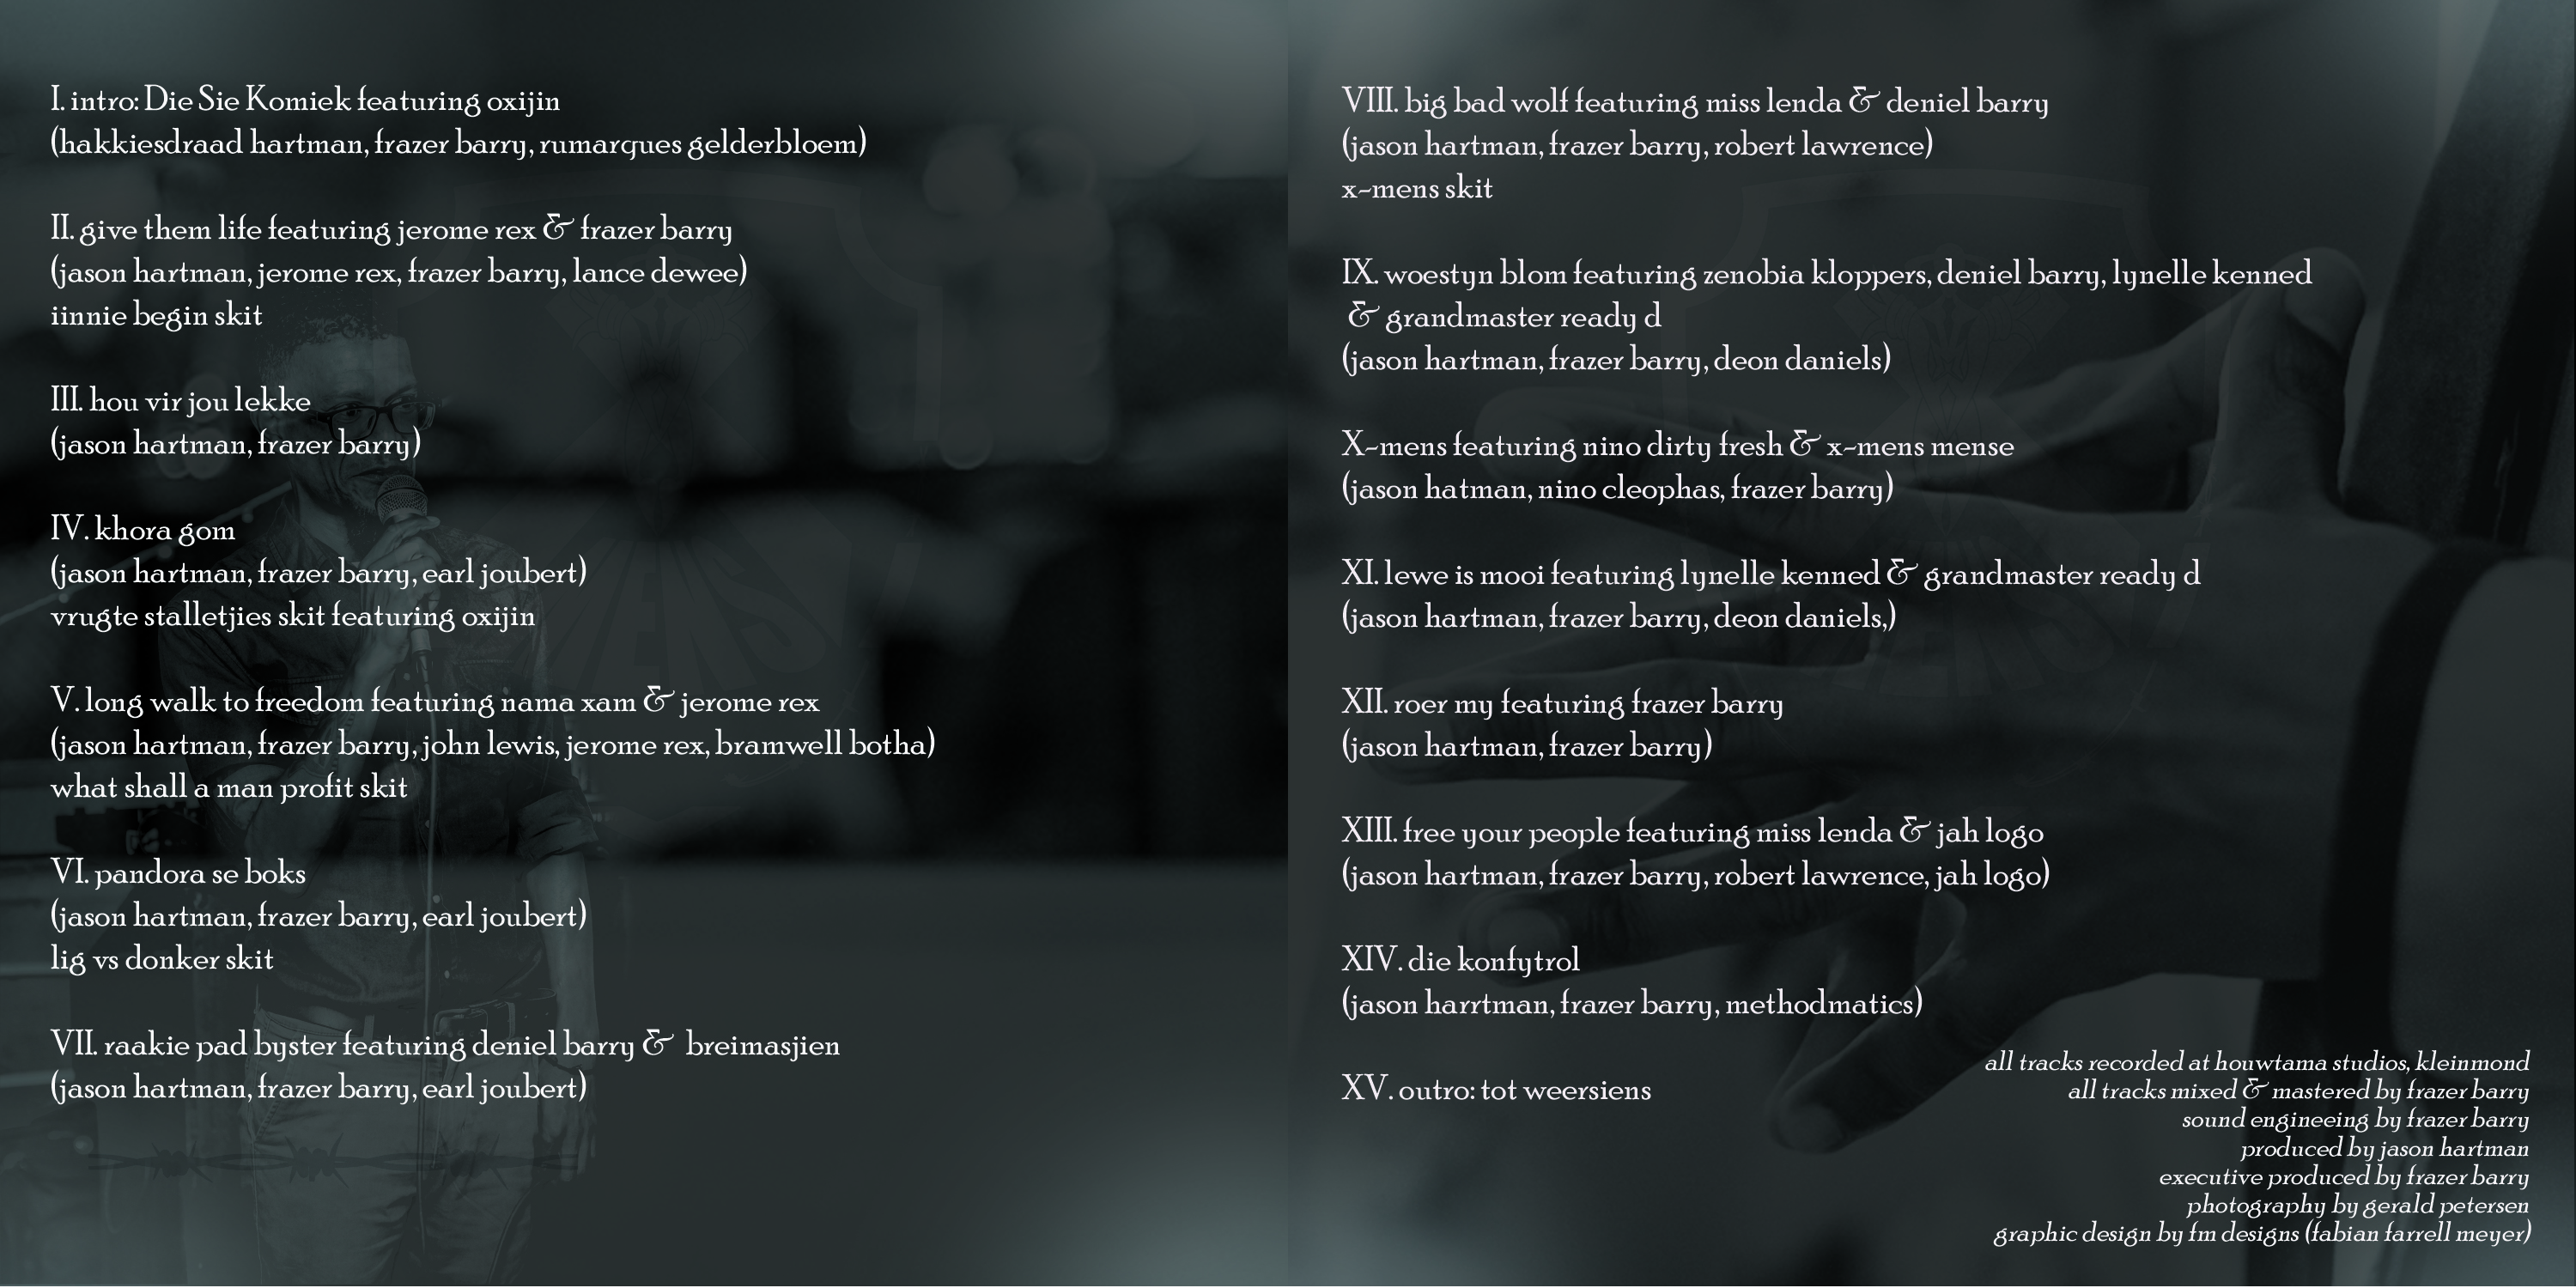 I. intro: Die Sie Komiek featuring oxijin
(hakkiesdraad hartman, frazer barry, rumarques gelderbloem)
II. give them life featuring jerome rex & frazer barry
(jason hartman, jerome rex, frazer barry, lance dewee)
iinnie begin skit
III. hou vir jou lekke
(jason hartman, frazer barry)
IV. khora gom
(jason hartman, frazer barry, earl joubert)
vrugte stalletjies skit featuring oxijin
V. long walk to freedom featuring nama xam & jerome rex
(jason hartman, frazer barry, john lewis, jerome rex, bramwell botha)
what shall a man profit skit
VI. pandora se boks
(jason hartman, frazer barry, earl joubert)
lig vs donker skit
VII. raakie pad byster featuring deniel barry & breimasjien
(jason hartman, frazer barry, earl joubert)
VIII. big bad wolf featuring miss lenda & deniel barry
(jason hartman, frazer barry, robert lawrence)
x-mens skit
IX. woestyn blom featuring zenobia kloppers, deniel barry, lynelle kenned
& grandmaster ready d
(jason hartman, frazer barry, deon daniels)
X-mens featuring nino dirty fresh & x-mens mense
(jason hatman, nino cleophas, frazer barry)
XI. lewe is mooi featuring lynelle kenned & grandmaster ready d
(jason hartman, frazer barry, deon daniels,)
XII. roer my featuring frazer barry
(jason hartman, frazer barry)
XIII. free your people featuring miss lenda & jah logo
(jason hartman, frazer barry, robert lawrence, jah logo)
XIV. die konfytrol
(jason harrtman, frazer barry, methodmatics)
XV. outro: tot weersiens
all tracks recorded at houwtama studios, kleinmond
all tracks mixed & mastered by frazer barry
sound engineeing by frazer barry
produced by jason hartman
executive produced by frazer barry
photography by gerald petersen
graphic design by fm designs (fabian farrell meyer)